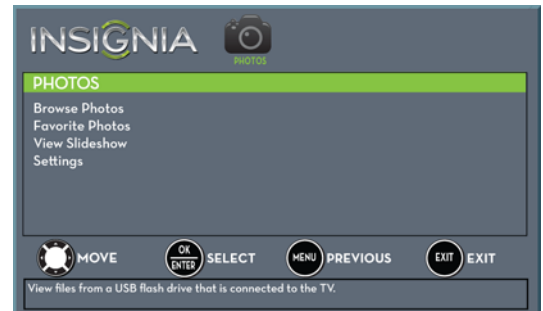 INSIGNIA
PHOTOS
PHOTOS
Browse Photos
Favorite Photos
View Slideshow
Settings
MOVE OK ENTER SELECT MENU PREVIOUS EXIT EXIT
View files from a USB flash drive that is connected to the TV.